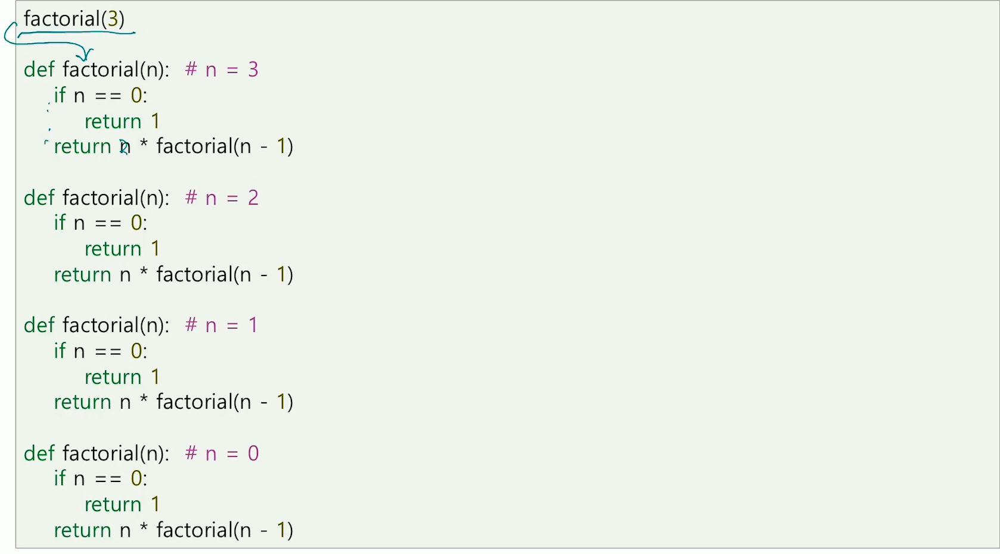 factorial(3)
def factorial(n):  # n = 3
    if n == 0:
        return 1
    return n * factorial(n - 1)
def factorial(n):  # n = 2
    if n == 0:
        return 1
    return n * factorial(n - 1)
def factorial(n):  # n = 1
    if n == 0:
        return 1
    return n * factorial(n - 1)
def factorial(n):  # n = 0
    if n == 0:
        return 1
    return n * factorial(n - 1)